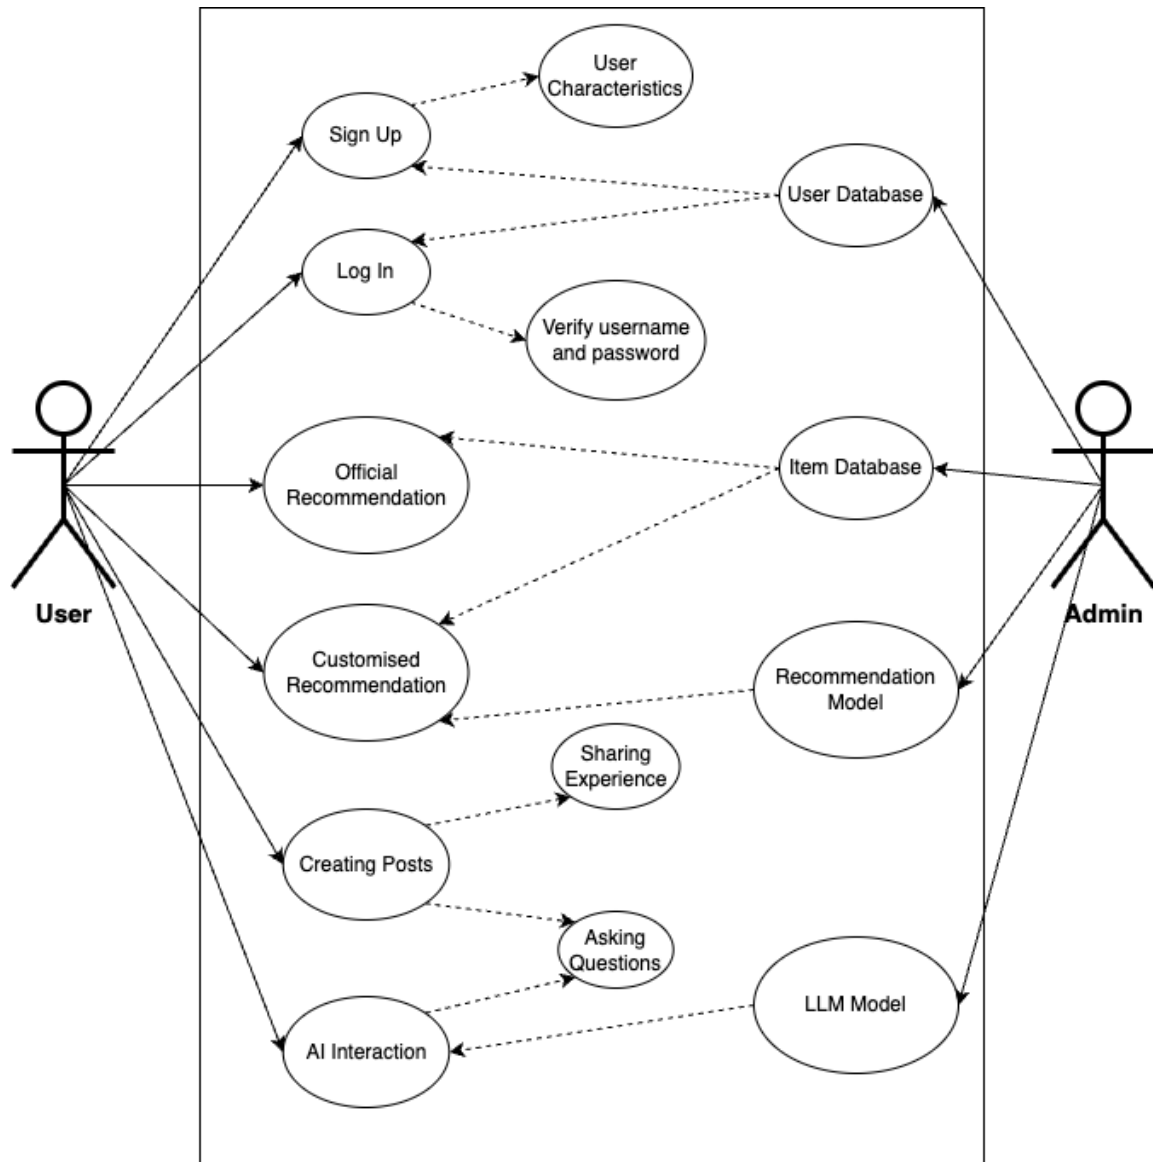 User
Characteristics
Sign Up
User Database
Log In
Verify username
and password
Official
Recommendation
Item Database
User
Admin
Customised
Recommendation
Recommendation
Model
Sharing
Experience
Creating Posts
Asking
Questions
AI Interaction
LLM Model